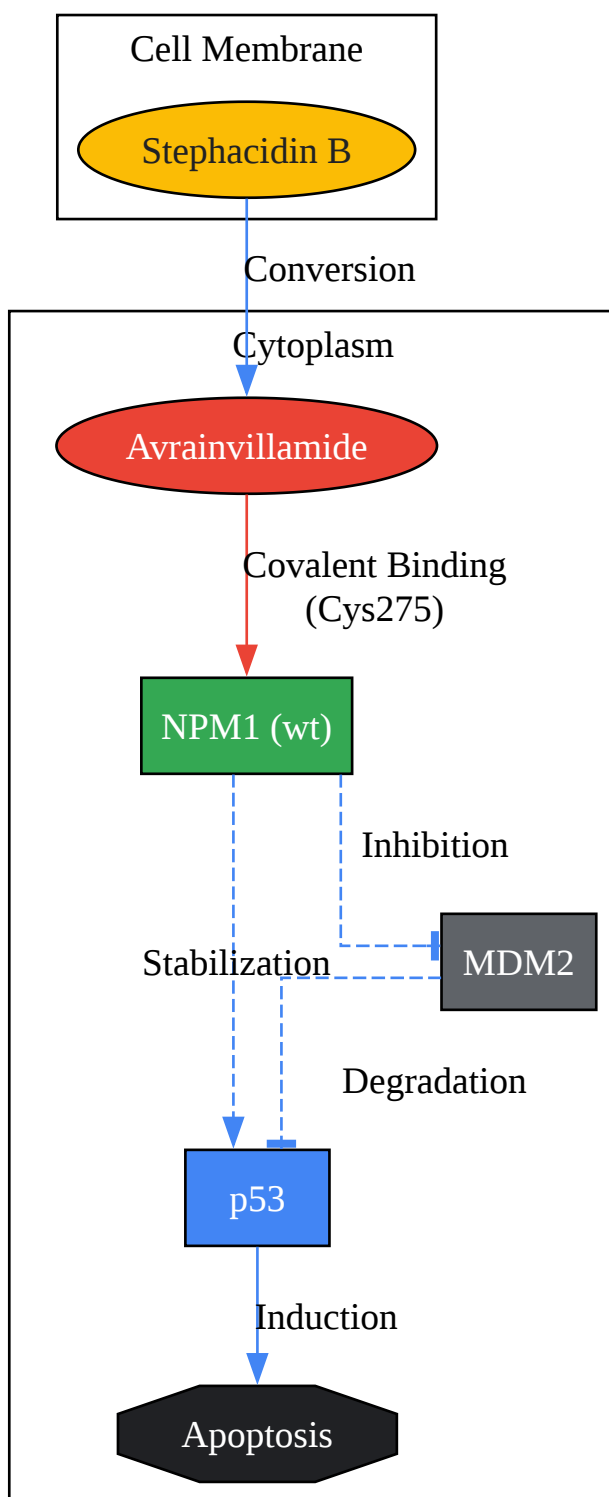 Cell Membrane
Stephacidin B
Conversion
Cytoplasm
Avrainvillamide
Covalent Binding
(Cys275)
NPM1 (wt)
Inhibition
Stabilization
MDM2
Degradation
p53
Induction
Apoptosis